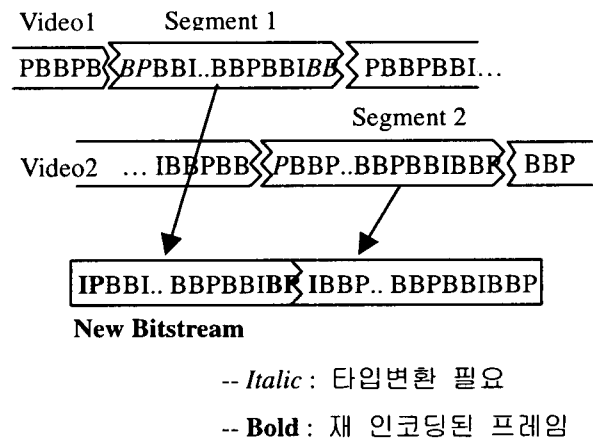 Video1 Segment 1
PBBPB BPBBI..BBPBBIBB PBBPBBI...
Segment 2
Video2 ... IBBPBB PBBP..BBPBBIBBP BBP
IPBBI.. BBPBBIBP IBBP.. BBPBBIBBP
New Bitstream
-- Italic : 타입변환 필요
-- Bold : 재 인코딩된 프레임